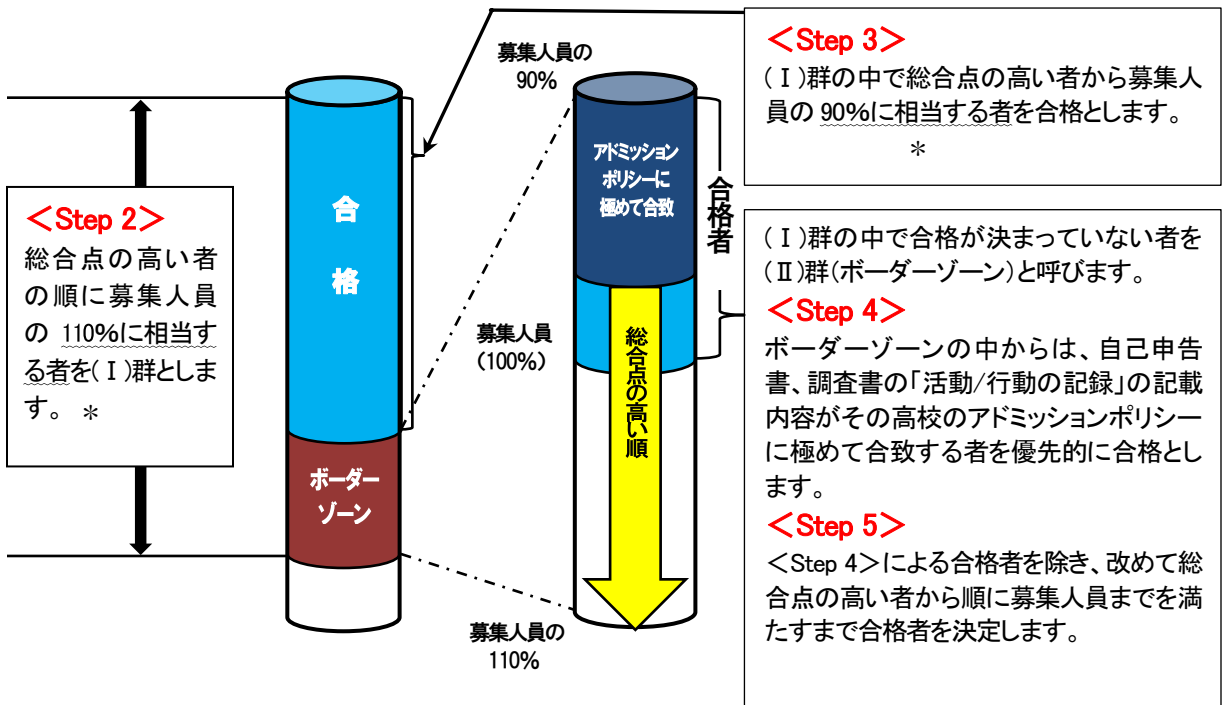 ＜Step 2＞
総合点の高い者
の順に募集人員
の 110%に相当す
る者を(Ⅰ)群としま
す。 ＊
合
格
ボーダー
ゾーン
募集人員の
90%
募集人員
(100%)
募集人員の
110%
アドミッション
ポリシーに
極めて合致
合格者
総合点の高い順
＜Step 3＞
(Ⅰ)群の中で総合点の高い者から募集人
員の 90%に相当する者を合格とします。
＊
(Ⅰ)群の中で合格が決まっていない者を
(Ⅱ)群(ボーダーゾーン)と呼びます。
＜Step 4＞
ボーダーゾーンの中からは、自己申告
書、調査書の「活動/行動の記録」の記載
内容がその高校のアドミッションポリシー
に極めて合致する者を優先的に合格とし
ます。
＜Step 5＞
＜Step 4＞による合格者を除き、改めて総
合点の高い者から順に募集人員までを満
たすまで合格者を決定します。